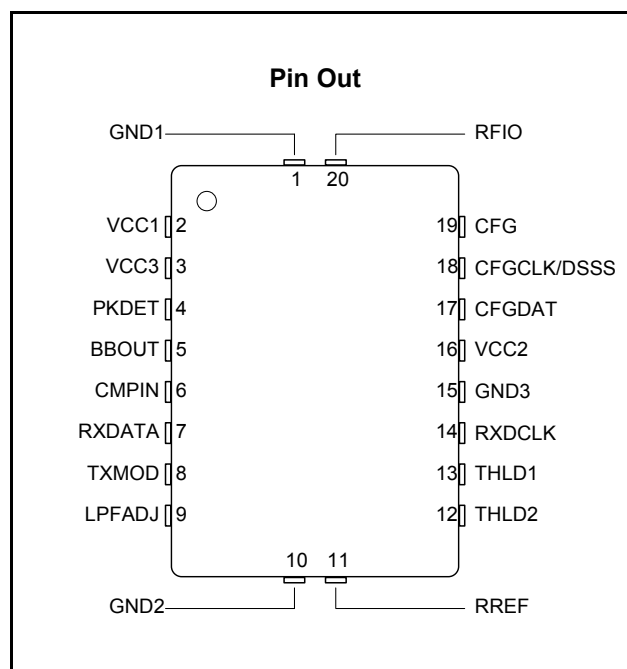 Pin Out
GND1 RFIO
1 20
VCC1 2 19 CFG
VCC3 3 18 CFGCLK/DSSS
PKDET 4 17 CFGDAT
BBOUT 5 16 VCC2
CMPIN 6 15 GND3
RXDATA 7 14 RXDCLK
TXMOD 8 13 THLD1
LPFADJ 9 12 THLD2
10 11
GND2 RREF